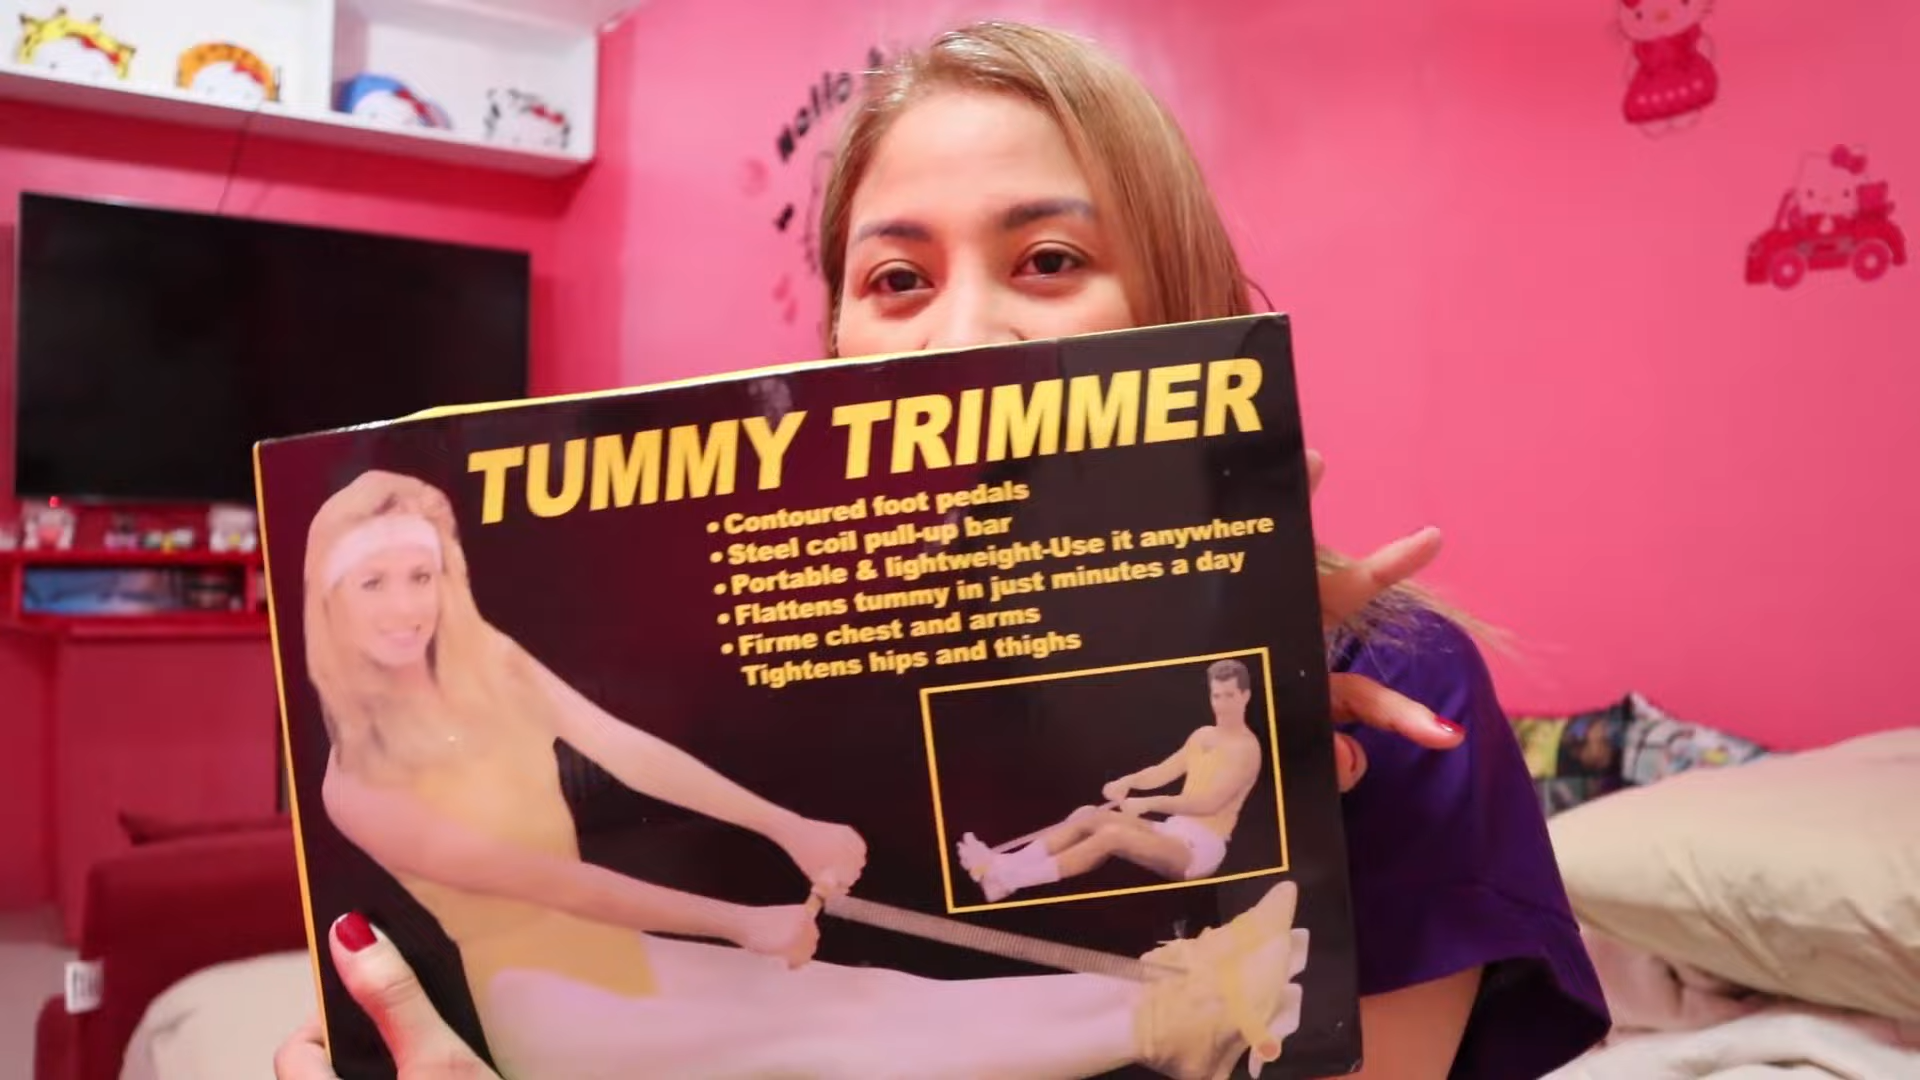 Hello
TUMMY TRIMMER
• Contoured foot pedals
• Steel coil pull-up bar
• Portable & lightweight-Use it anywhere
• Flattens tummy in just minutes a day
• Firme chest and arms
Tightens hips and thighs